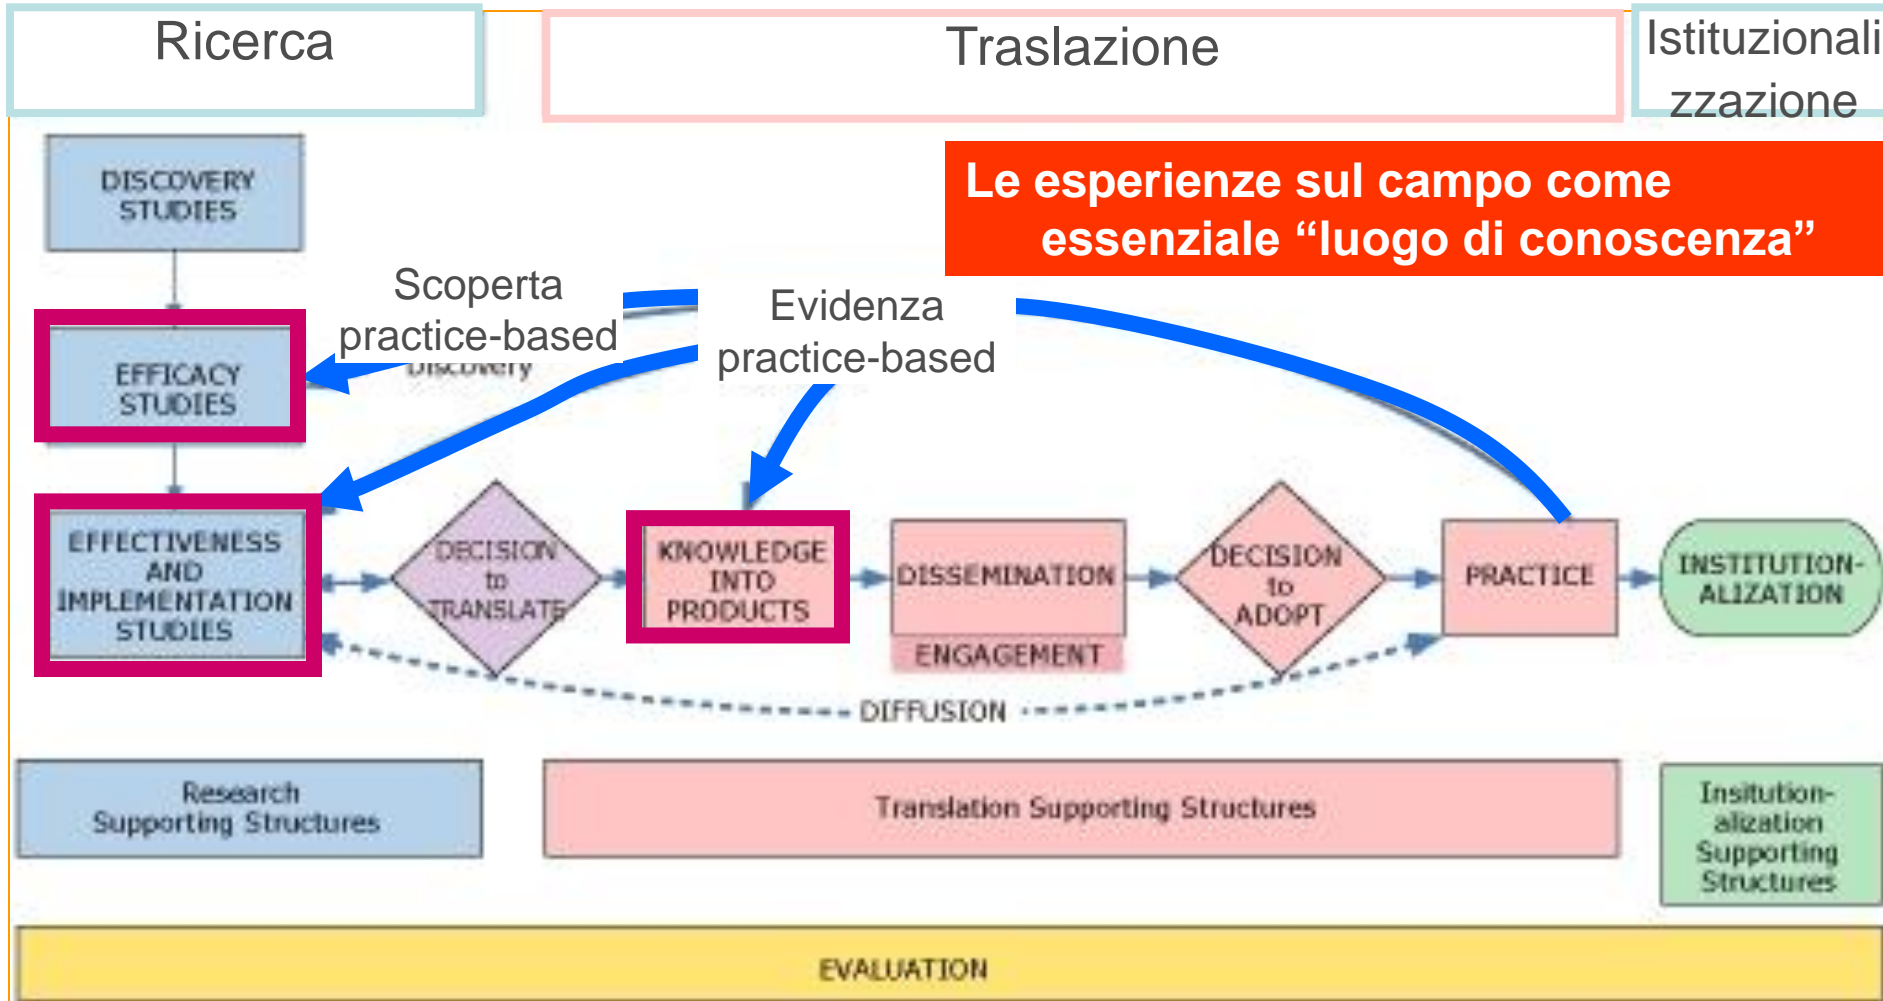 Ricerca
Traslazione
Istituzionali
zzazione
DISCOVERY
STUDIES
Le esperienze sul campo come
essenziale “luogo di conoscenza”
Scoperta
practice-based
Discovery
Evidenza
practice-based
EFFICACY
STUDIES
EFFECTIVENESS
AND
IMPLEMENTATION
STUDIES
DECISION
to
TRANSLATE
KNOWLEDGE
INTO
PRODUCTS
DISSEMINATION
ENGAGEMENT
DECISION
to
ADOPT
PRACTICE
INSTITUTION-
ALIZATION
DIFFUSION
Research
Supporting Structures
Translation Supporting Structures
Insitution-
alization
Supporting
Structures
EVALUATION